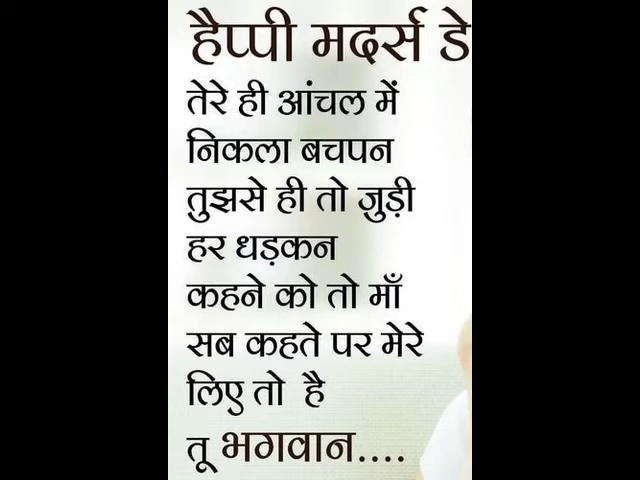 हैप्पी मदर्स डे
तेरे ही आंचल में
निकला बचपन
तुझसे ही तो जुड़ी
हर धड़कन
कहने को तो माँ
सब कहते पर मेरे
लिए तो है
तू भगवान....